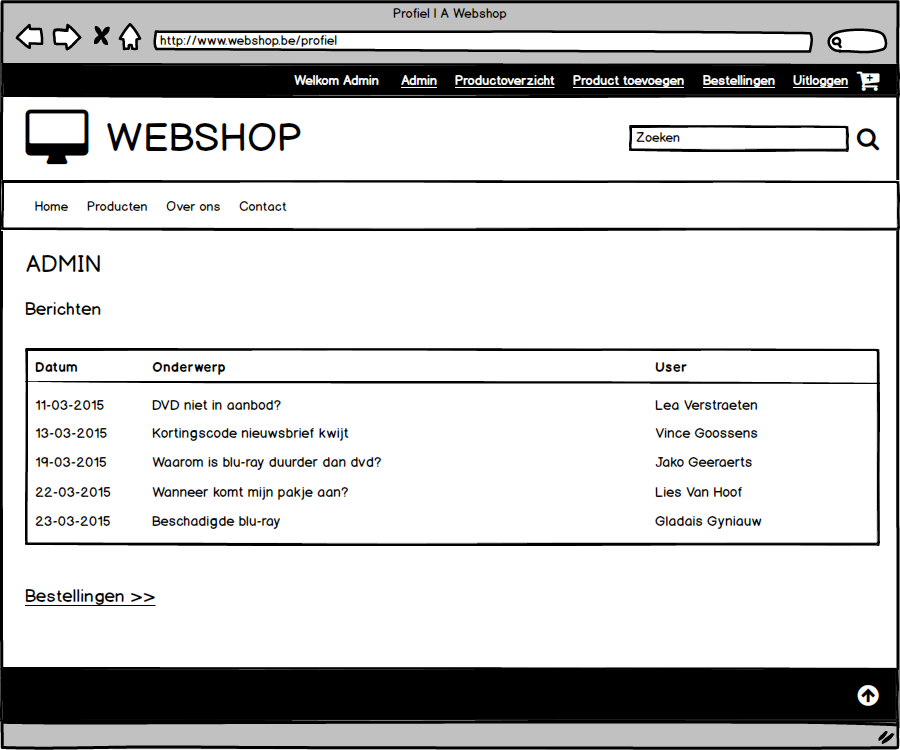 Profiel | A Webshop
http://www.webshop.be/profiel
Welkom Admin Admin Productoverzicht Product toevoegen Bestellingen Uitloggen
WEBSHOP
Zoeken
Home Producten Over ons Contact
ADMIN
Berichten
Datum Onderwerp User
11-03-2015 DVD niet in aanbod? Lea Verstraeten
13-03-2015 Kortingscode nieuwsbrief kwijt Vince Goossens
19-03-2015 Waarom is blu-ray duurder dan dvd? Jako Geeraerts
22-03-2015 Wanneer komt mijn pakje aan? Lies Van Hoof
23-03-2015 Beschadigde blu-ray Gladais Gyniauw
Bestellingen >>